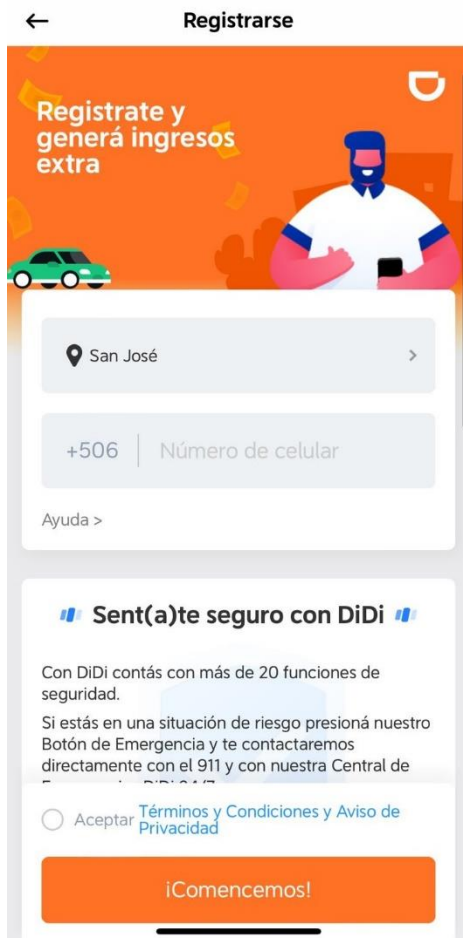 Registrarse
Registrate y
generá ingresos
extra
San José
+506 Número de celular
Ayuda >
Sent(a)te seguro con DiDi
Con DiDi contás con más de 20 funciones de
seguridad.
Si estás en una situación de riesgo presioná nuestro
Botón de Emergencia y te contactaremos
directamente con el 911 y con nuestra Central de
Aceptar Términos y Condiciones y Aviso de
Privacidad
¡Comencemos!